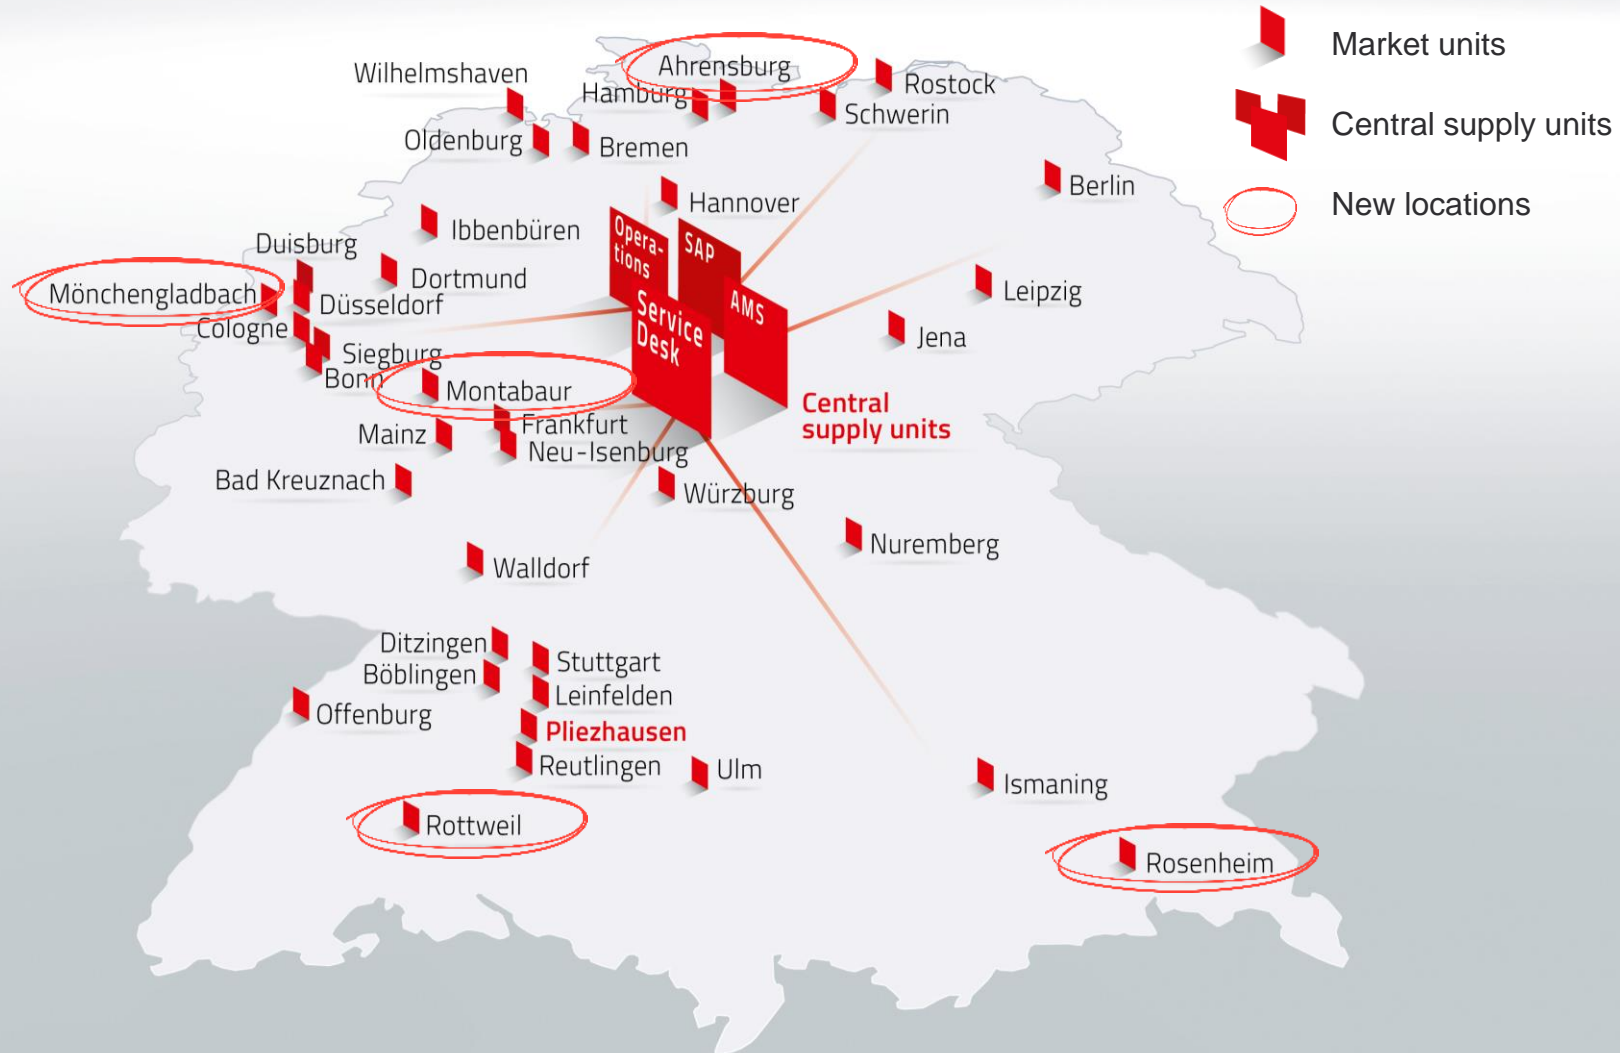 Market units
Central supply units
New locations
Ahrensburg
Wilhelmshaven
Hamburg
Rostock
Schwerin
Oldenburg
Bremen
Berlin
Hannover
Ibbenbüren
Duisburg
Dortmund
Mönchengladbach
Düsseldorf
Cologne
Siegburg
Bonn
Montabaur
Opera-
tions
SAP
AMS
Service
Desk
Leipzig
Jena
Central
supply units
Mainz
Frankfurt
Neu-Isenburg
Bad Kreuznach
Würzburg
Nuremberg
Walldorf
Ditzingen
Stuttgart
Böblingen
Leinfelden
Offenburg
Pliezhausen
Reutlingen
Ulm
Ismaning
Rottweil
Rosenheim